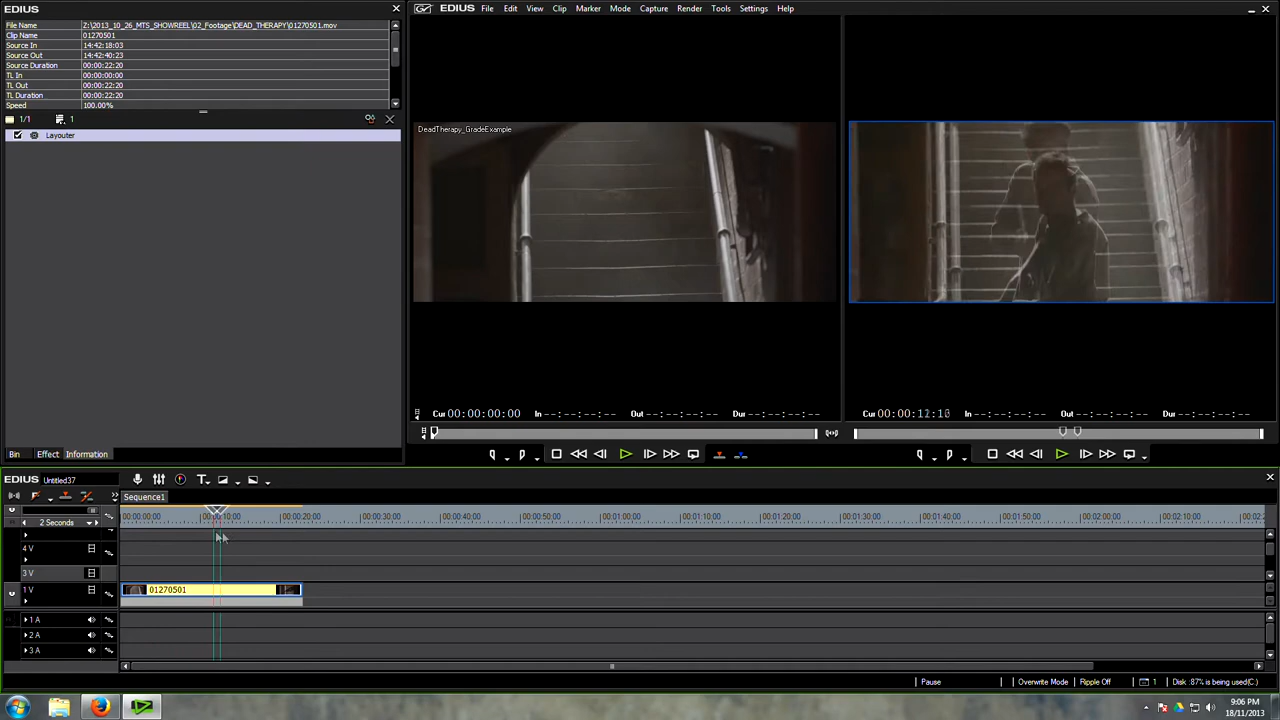 EDIUS
File Name Z:\2013_10_26_MTS_SHOWREEL\02_Footage\DEAD_THERAPY\01270501.mov
Clip Name 01270501
Source In 14:42:18:03
Source Out 14:42:40:23
Source Duration 00:00:22:20
TL In 00:00:00:00
TL Out 00:00:22:20
TL Duration 00:00:22:20
Speed 100.00%
1/1 1
Layouter
Bin Effect Information
EDIUS File Edit View Clip Marker Mode Capture Render Tools Settings Help
DeadTherapy_GradeExample
Cur 00:00:00:00 In --:--:--:-- Out --:--:--:-- Dur --:--:--:--
In --:--:--:-- Out --:--:--:-- Dur --:--:--:--
EDIUS Untitled37
Sequence1
2 Seconds
00:00:00:00 00:00:10:00 00:00:20:00 00:00:30:00 00:00:40:00 00:00:50:00 00:01:00:00 00:01:10:00 00:01:20:00 00:01:30:00 00:01:40:00 00:01:50:00 00:02:00:00 00:02:10:00
4 V
3 V
1 V 01270501
1 A
2 A
3 A
Pause Overwrite Mode Ripple Off 1 Disk :87% is being used(C:)
9:06 PM
18/11/2013